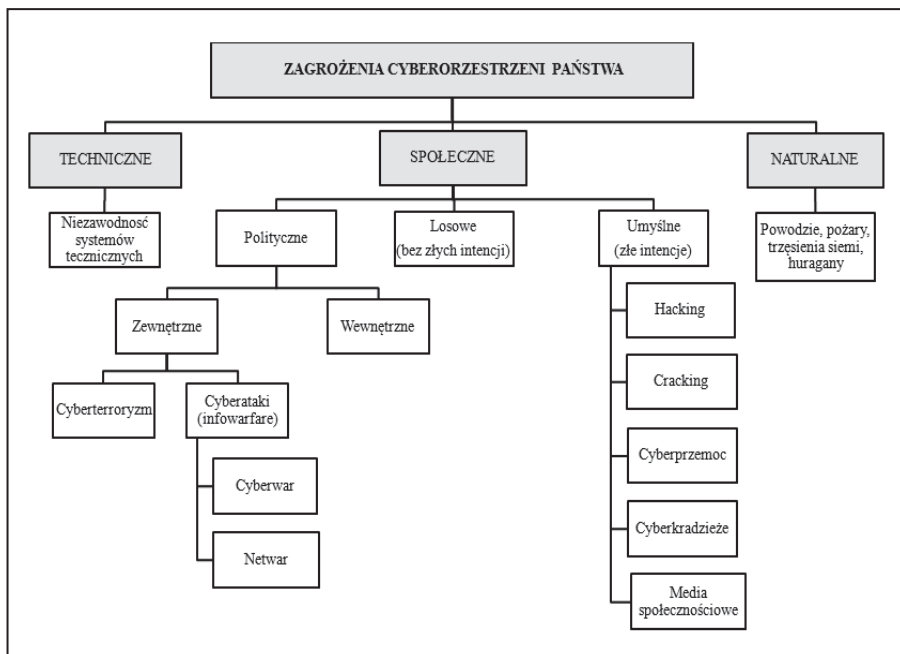 ZAGROŻENIA CYBERORZESTRZENI PAŃSTWA
TECHNICZNE
SPOŁECZNE
NATURALNE
Niezawodność
systemów
tecznicznych
Polityczne
Losowe
(bez złych intencji)
Umyślne
(złe intencje)
Powodzie, pożary,
trzęsienia siemi,
huragany
Zewnętrzne
Wewnętrzne
Hacking
Cyberterroryzm
Cyberataki
(infowarfare)
Cracking
Cyberwar
Cyberprzemoc
Netwar
Cyberkradzieże
Media
społecznościowe